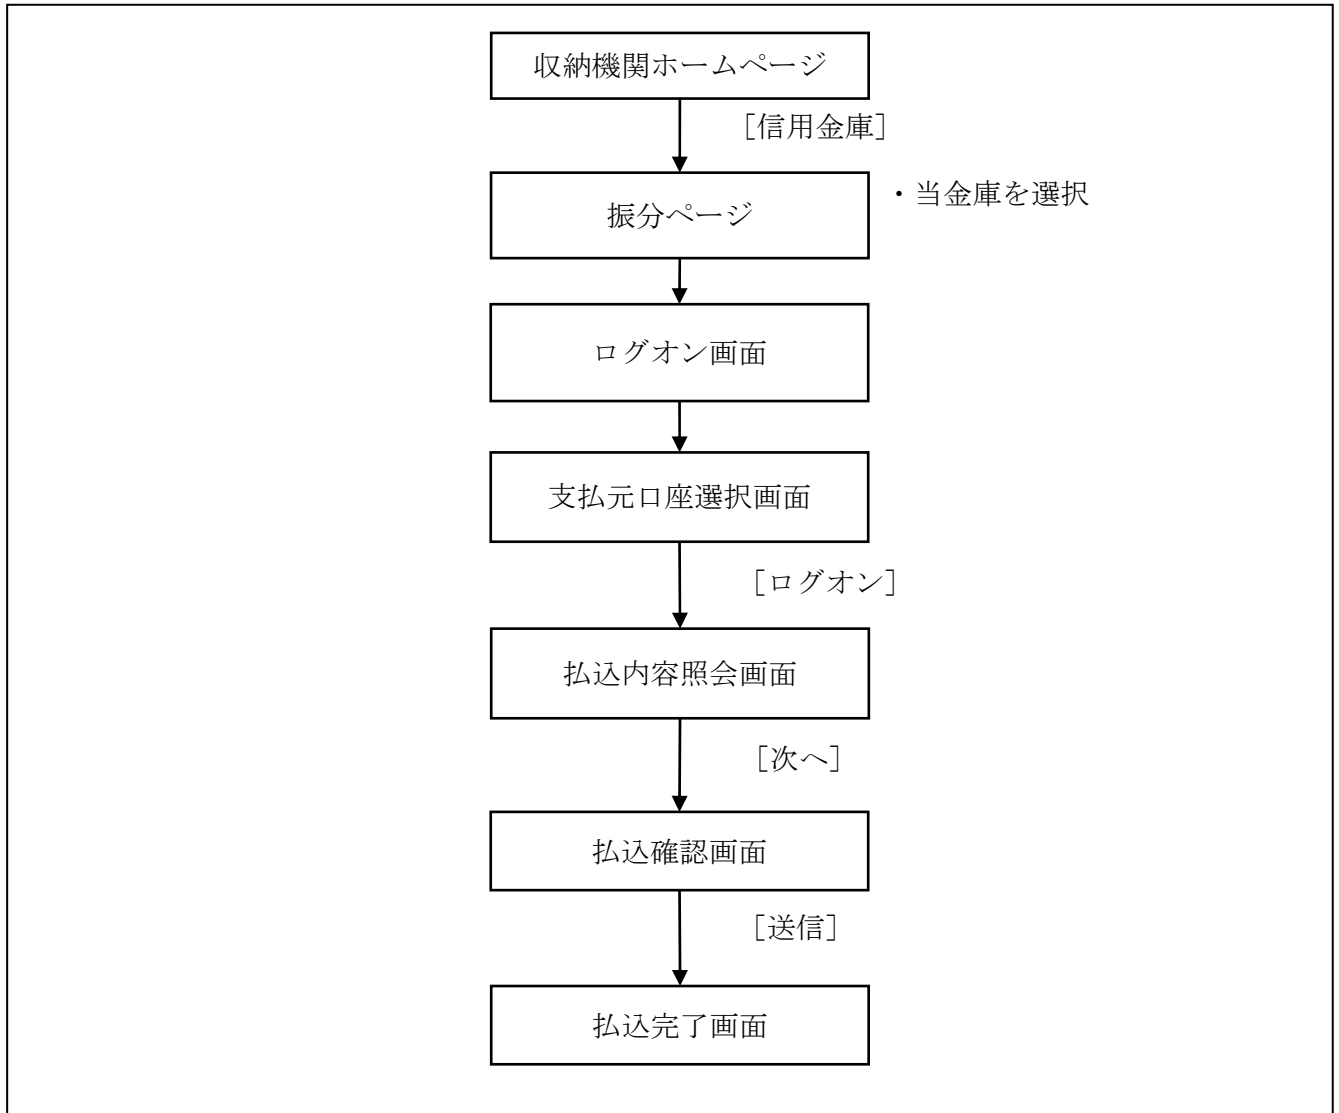 収納機関ホームページ
［信用金庫］
振分ページ
・当金庫を選択
ログオン画面
支払元口座選択画面
［ログオン］
払込内容照会画面
［次へ］
払込確認画面
［送信］
払込完了画面